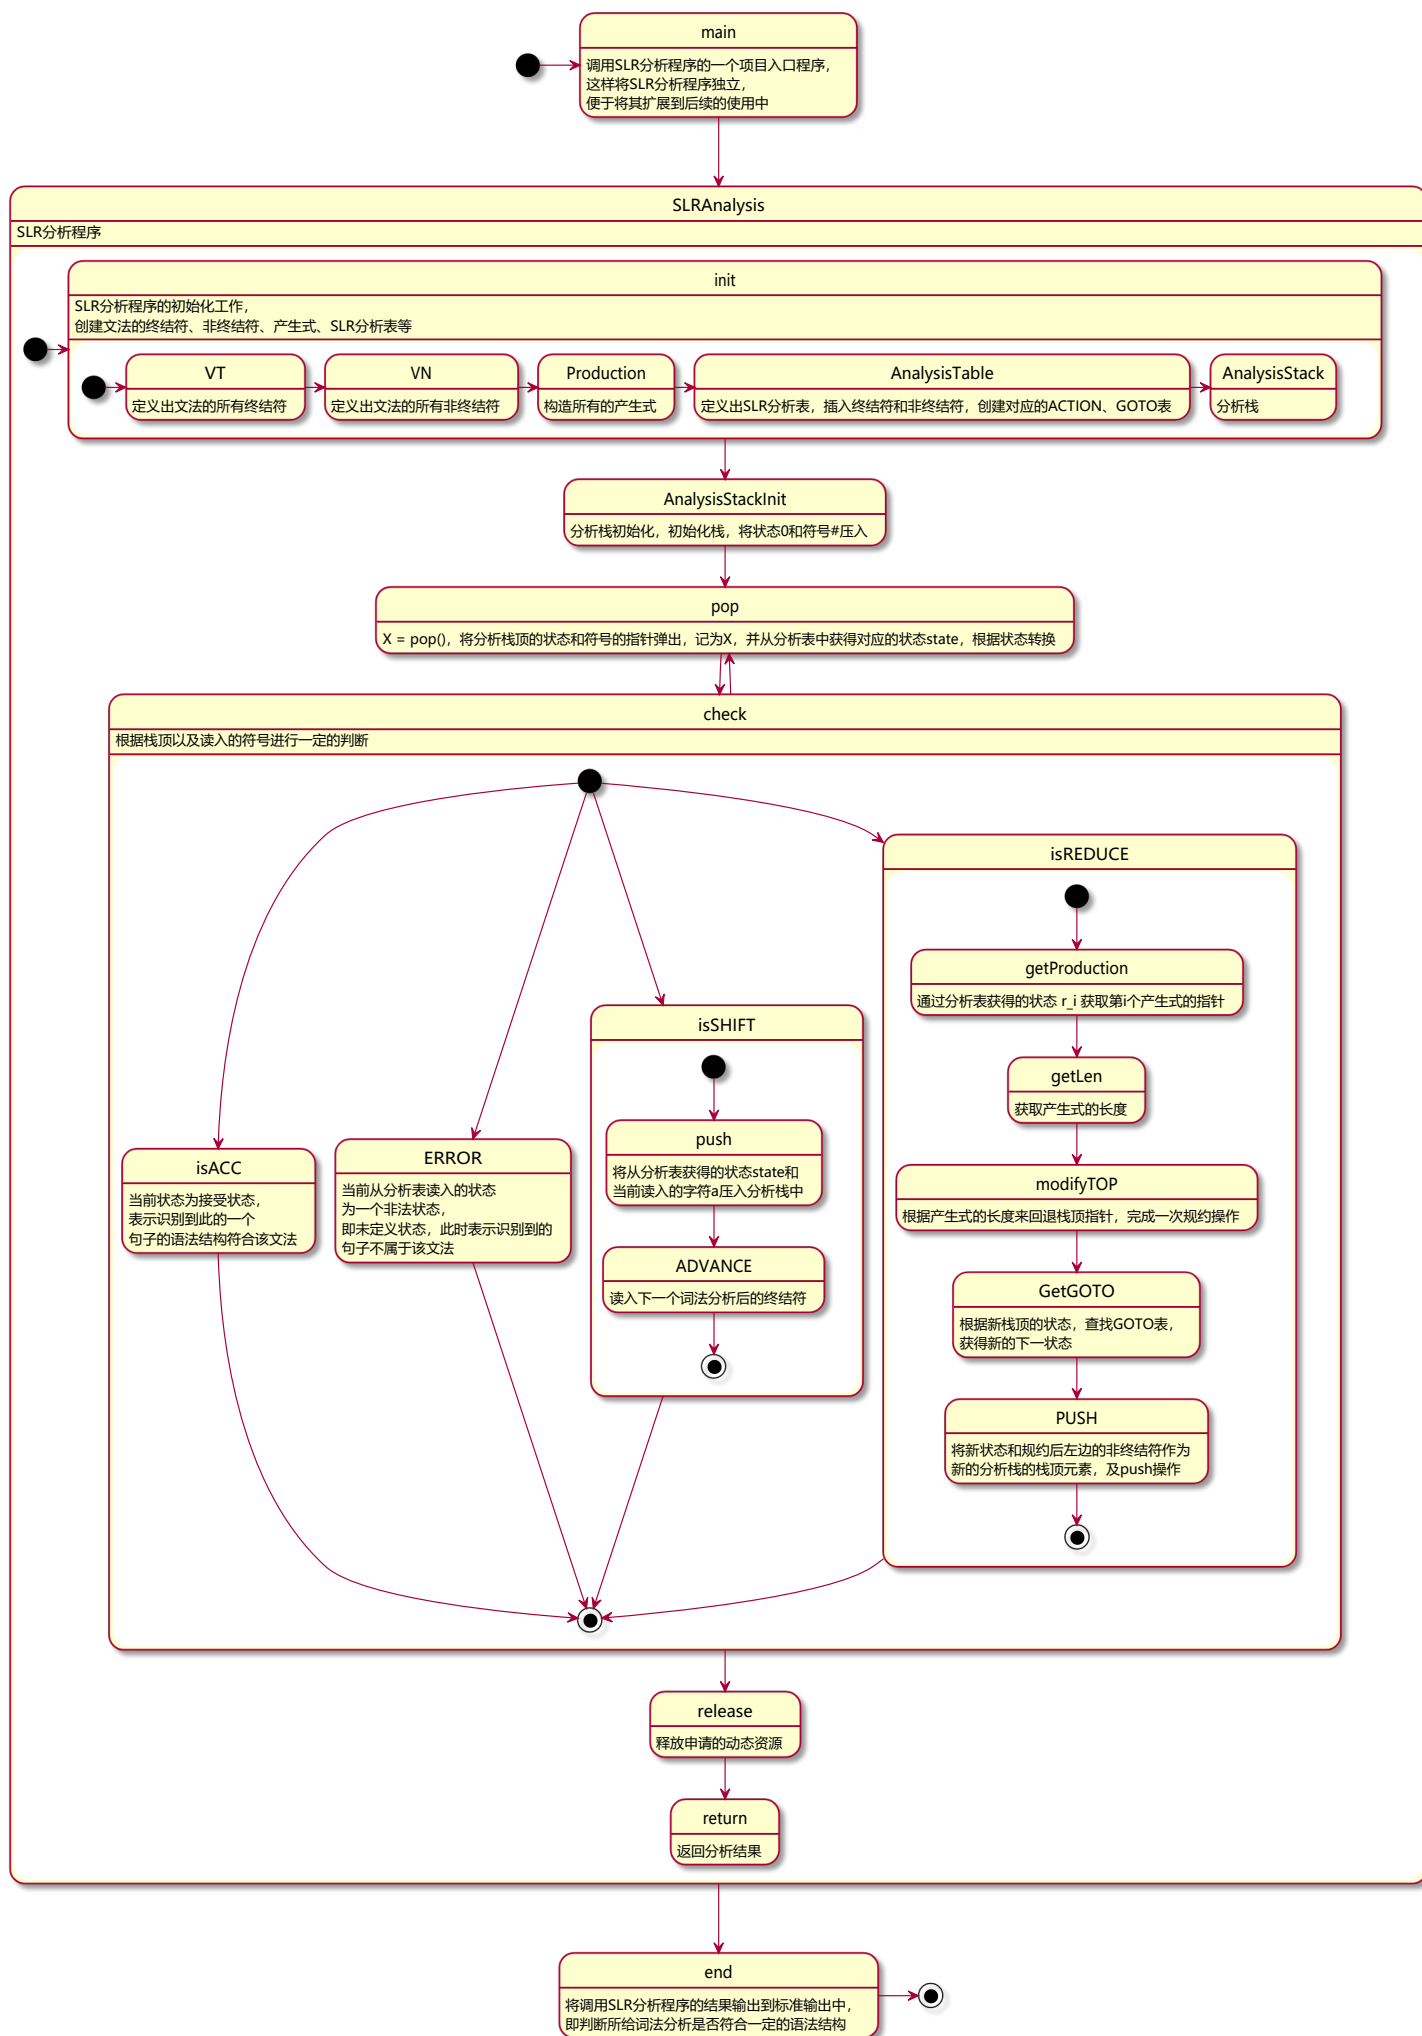 main
调用SLR分析程序的一个项目入口程序，
这样将SLR分析程序独立，
便于将其扩展到后续的使用中
SLRAnalysis
SLR分析程序
init
SLR分析程序的初始化工作，
创建文法的终结符、非终结符、产生式、SLR分析表等
VT
定义出文法的所有终结符
VN
定义出文法的所有非终结符
Production
构造所有的产生式
AnalysisTable
定义出SLR分析表，插入终结符和非终结符，创建对应的ACTION、GOTO表
AnalysisStack
分析栈
AnalysisStackInit
分析栈初始化，初始化栈，将状态0和符号#压入
pop
X = pop()，将分析栈顶的状态和符号的指针弹出，记为X，并从分析表中获得对应的状态state，根据状态转换
check
根据栈顶以及读入的符号进行一定的判断
isACC
当前状态为接受状态，
表示识别到此的一个
句子的语法结构符合该文法
ERROR
当前从分析表读入的状态
为一个非法状态，
即未定义状态，此时表示识别到的
句子不属于该文法
isSHIFT
push
将从分析表获得的状态state和
当前读入的字符a压入分析栈中
ADVANCE
读入下一个词法分析后的终结符
isREDUCE
getProduction
通过分析表获得的状态 r_i 获取第i个产生式的指针
getLen
获取产生式的长度
modifyTOP
根据产生式的长度来回退栈顶指针，完成一次规约操作
GetGOTO
根据新栈顶的状态，查找GOTO表，
获得新的下一状态
PUSH
将新状态和规约后左边的非终结符作为
新的分析栈的栈顶元素，及push操作
release
释放申请的动态资源
return
返回分析结果
end
将调用SLR分析程序的结果输出到标准输出中，
即判断所给词法分析是否符合一定的语法结构